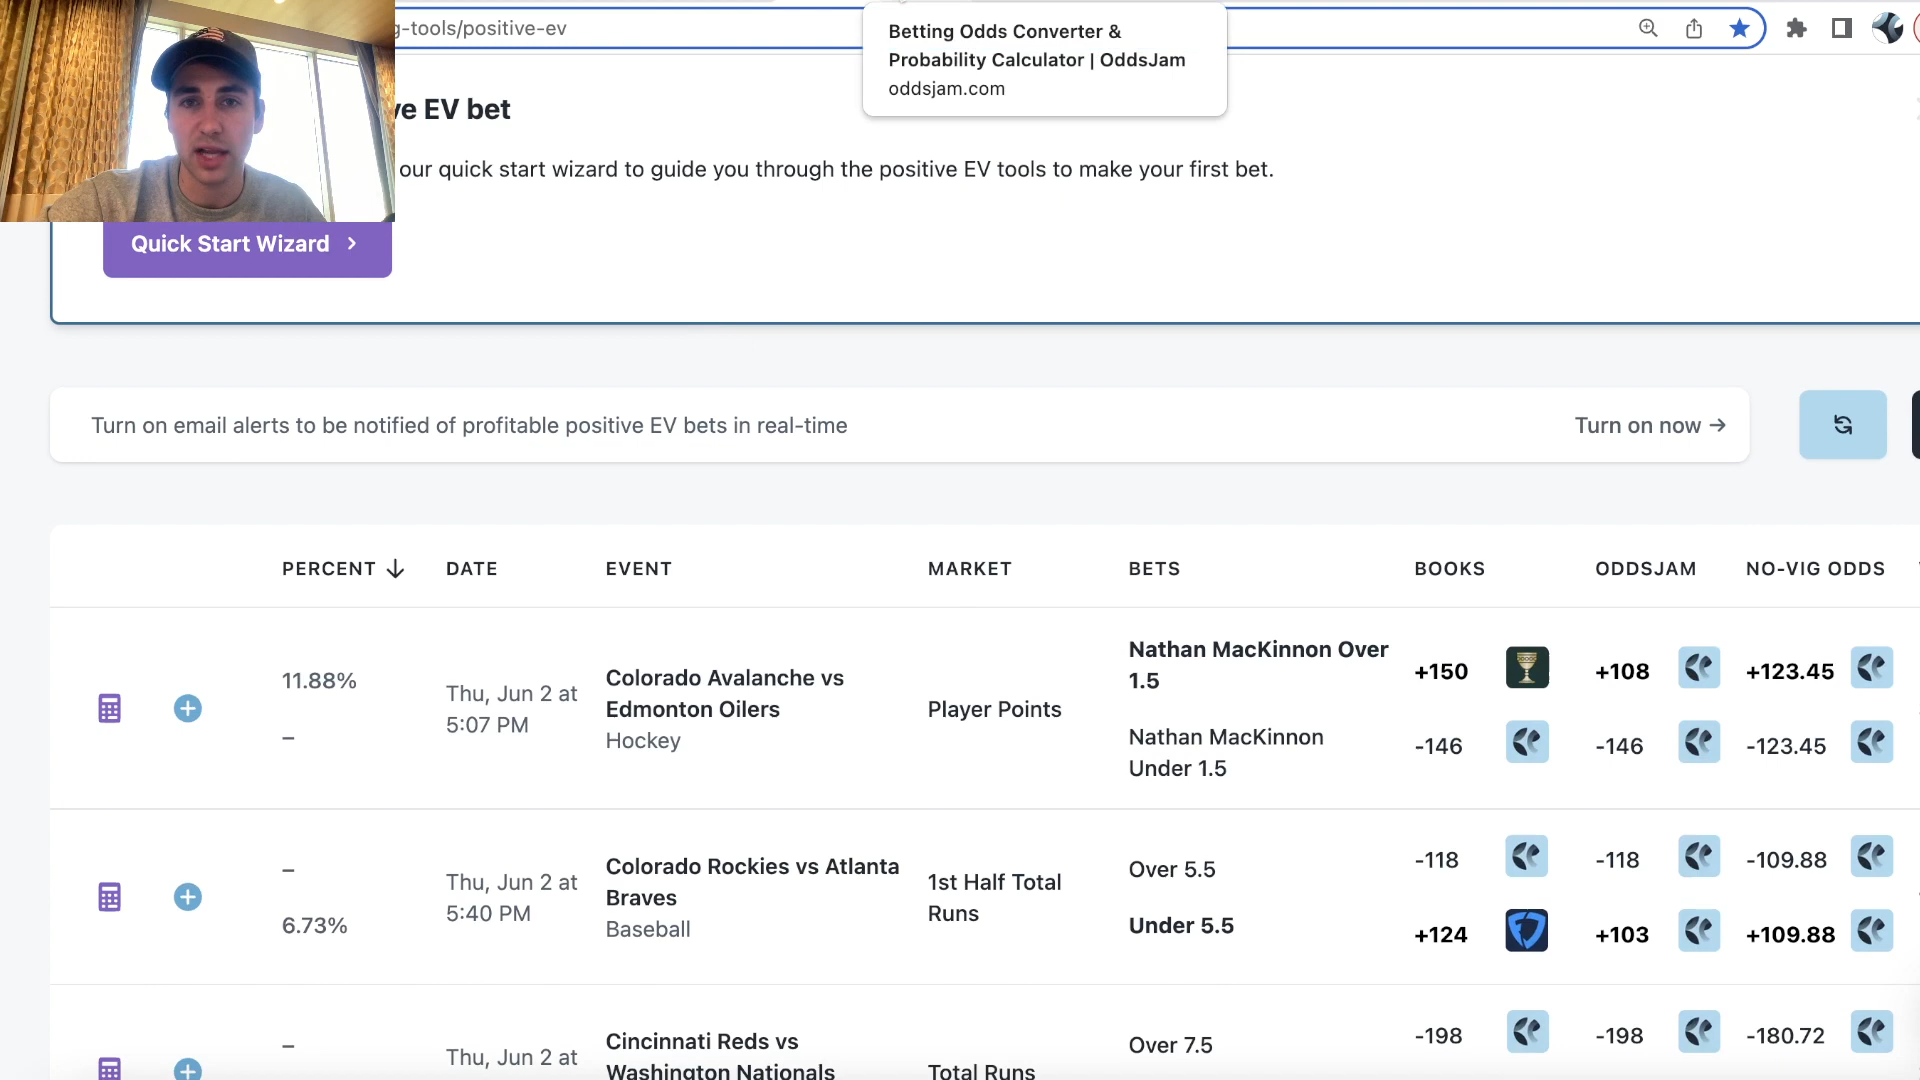 g-tools/positive-ev
Betting Odds Converter &
Probability Calculator | OddsJam
oddsjam.com
ve EV bet
our quick start wizard to guide you through the positive EV tools to make your first bet.
Quick Start Wizard
Turn on email alerts to be notified of profitable positive EV bets in real-time
Turn on now →
PERCENT ↓ DATE EVENT MARKET BETS BOOKS ODDSJAM NO-VIG ODDS
11.88%
–
Thu, Jun 2 at
5:07 PM
Colorado Avalanche vs
Edmonton Oilers
Hockey
Player Points
Nathan MacKinnon Over
1.5
Nathan MacKinnon
Under 1.5
+150 +108 +123.45
-146 -146 -123.45
–
6.73%
Thu, Jun 2 at
5:40 PM
Colorado Rockies vs Atlanta
Braves
Baseball
1st Half Total
Runs
Over 5.5
Under 5.5
-118 -118 -109.88
+124 +103 +109.88
–
Thu, Jun 2 at
Cincinnati Reds vs
Washington Nationals
Total Runs
Over 7.5
-198 -198 -180.72